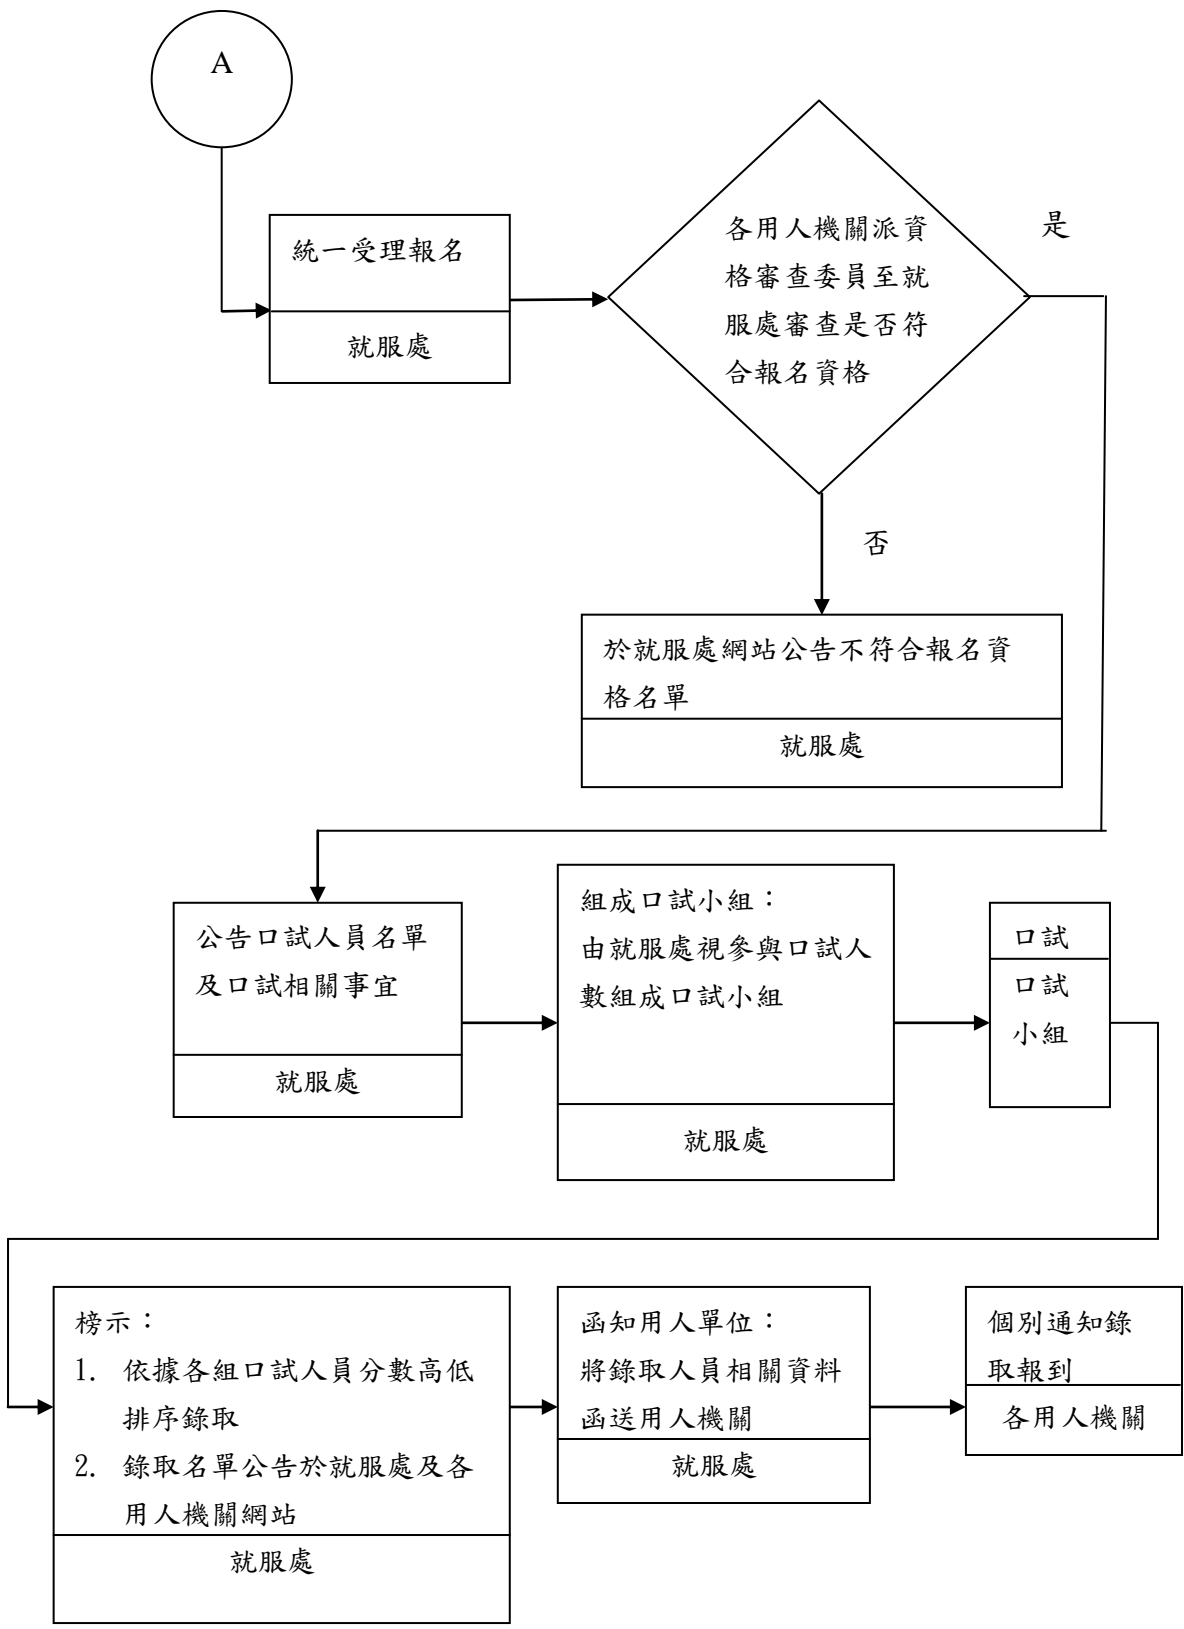 A
統一受理報名
就服處
各用人機關派資
格審查委員至就
服處審查是否符
合報名資格
是
否
於就服處網站公告不符合報名資
格名單
就服處
公告口試人員名單
及口試相關事宜
就服處
組成口試小組：
由就服處視參與口試人
數組成口試小組
就服處
口試
口試
小組
榜示：
1. 依據各組口試人員分數高低
排序錄取
2. 錄取名單公告於就服處及各
用人機關網站
就服處
函知用人單位：
將錄取人員相關資料
函送用人機關
就服處
個別通知錄
取報到
各用人機關